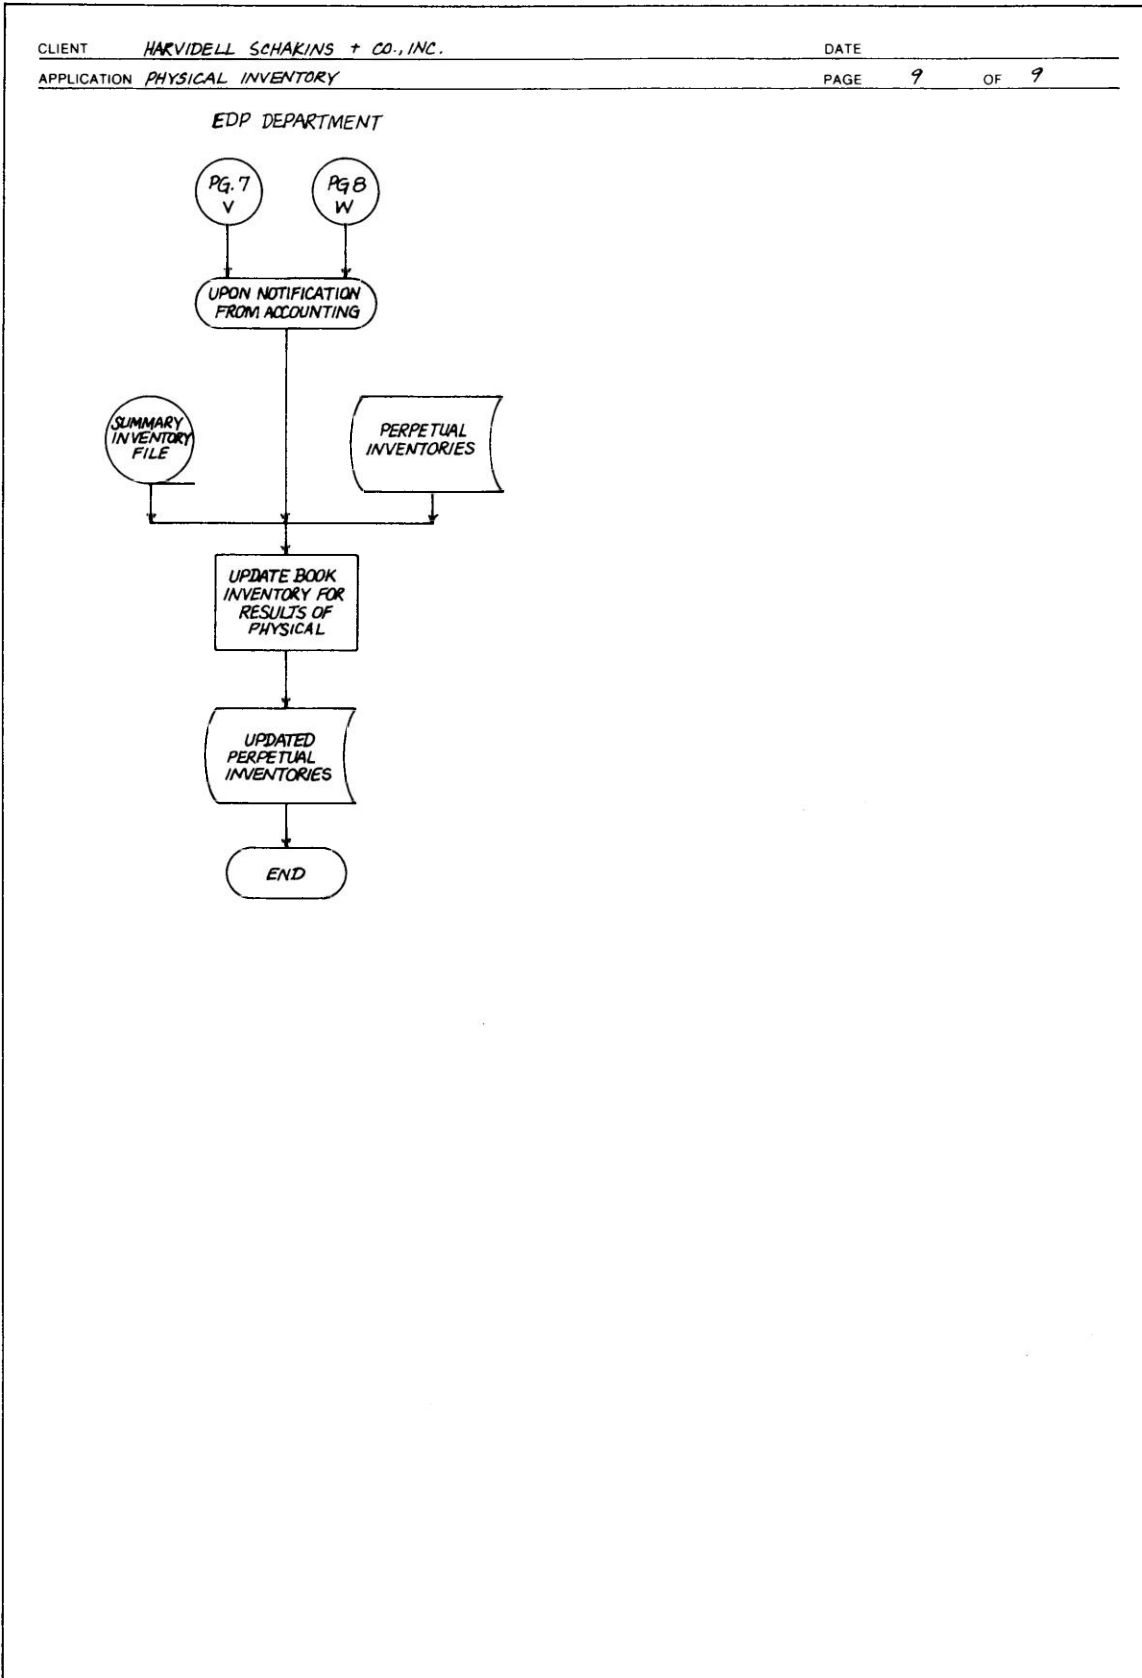 CLIENT HARVIDELL SCHAKINS + CO., INC. DATE
APPLICATION PHYSICAL INVENTORY PAGE 9 OF 9
EDP DEPARTMENT
PG. 7
V
PG 8
W
UPON NOTIFICATION
FROM ACCOUNTING
SUMMARY
INVENTORY
FILE
PERPETUAL
INVENTORIES
UPDATE BOOK
INVENTORY FOR
RESULTS OF
PHYSICAL
UPDATED
PERPETUAL
INVENTORIES
END